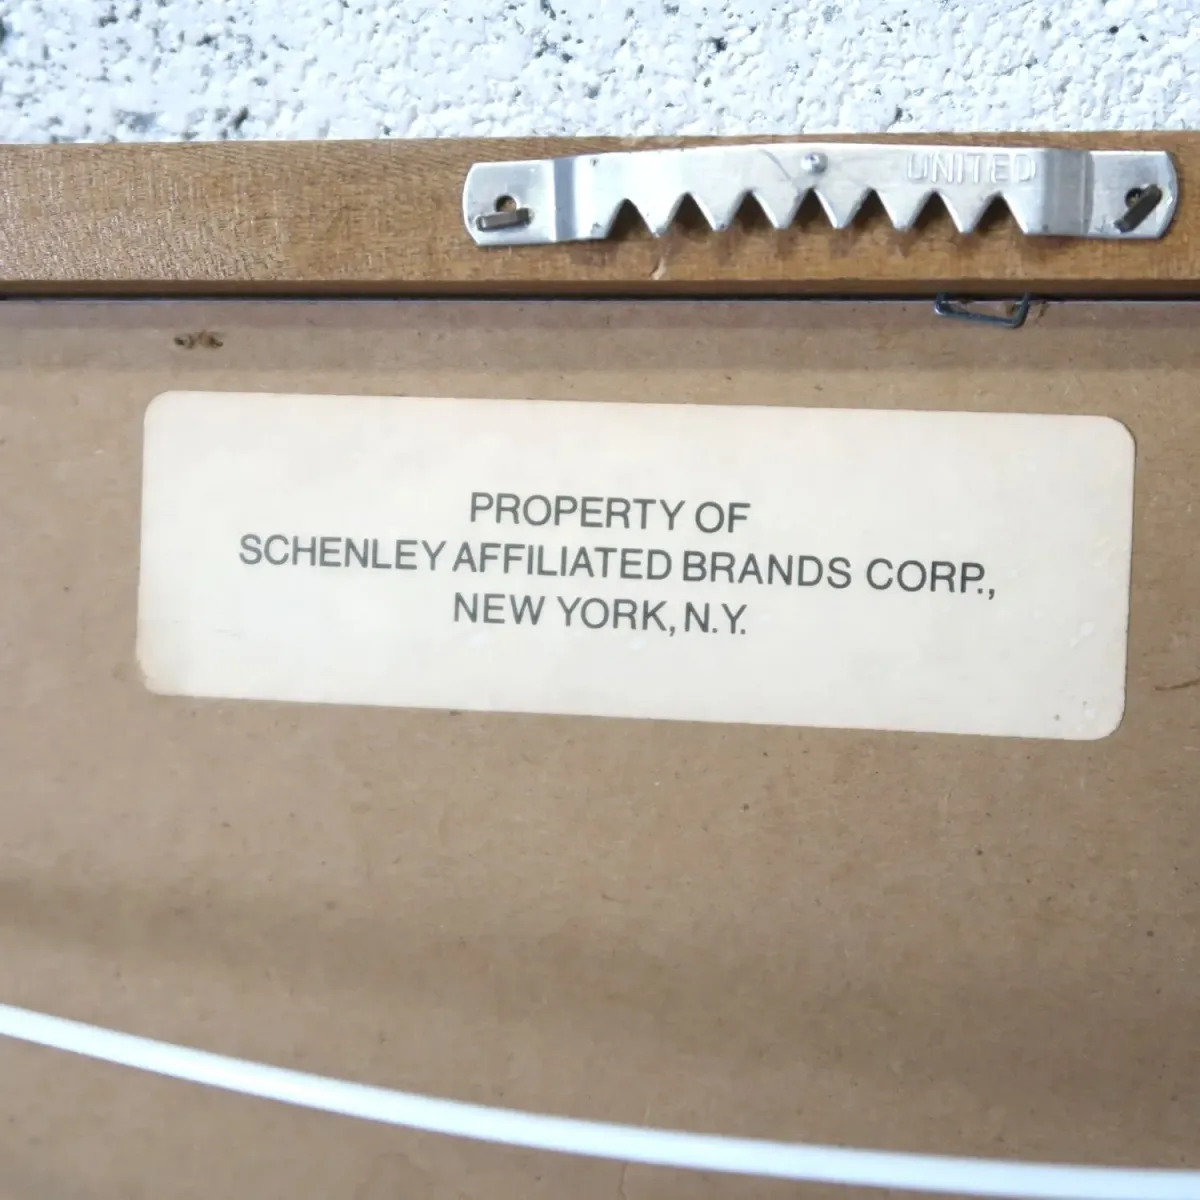 UNITED
PROPERTY OF
SCHENLEY AFFILIATED BRANDS CORP.,
NEW YORK, N.Y.